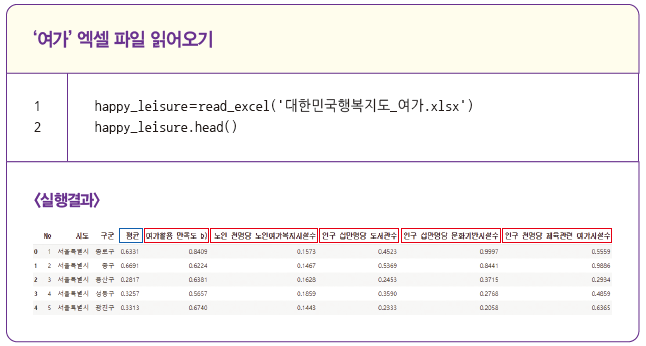 ‘여가’ 엑셀 파일 읽어오기
1 happy_leisure=read_excel('대한민국행복지도_여가.xlsx')
2 happy_leisure.head()
〈실행결과〉
No 시도 구군 평균 여가활용 만족도 b) 노인 천명당 노인여가복지시설수 인구 십만명당 도서관수 인구 십만명당 문화기반시설수 인구 천명당 체육관련 여가시설수
0 1 서울특별시 종로구 0.6331 0.8409 0.1573 0.4523 0.9997 0.5559
1 2 서울특별시 중구 0.6691 0.6224 0.1467 0.5369 0.8441 0.9886
2 3 서울특별시 용산구 0.2817 0.6381 0.1628 0.2453 0.3715 0.2934
3 4 서울특별시 성동구 0.3257 0.5657 0.1859 0.3590 0.2768 0.4859
4 5 서울특별시 광진구 0.3313 0.6740 0.1443 0.2333 0.2058 0.6365